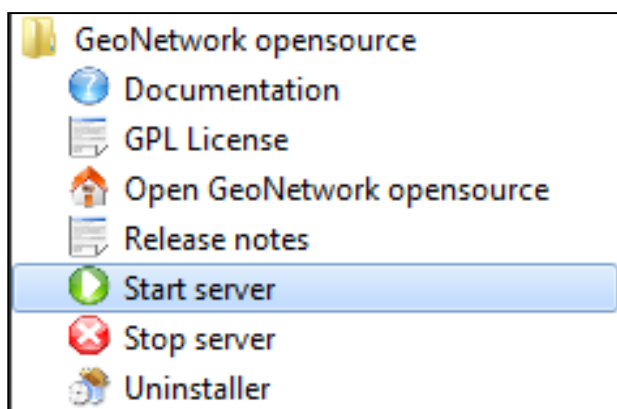 GeoNetwork opensource
Documentation
GPL License
Open GeoNetwork opensource
Release notes
Start server
Stop server
Uninstaller